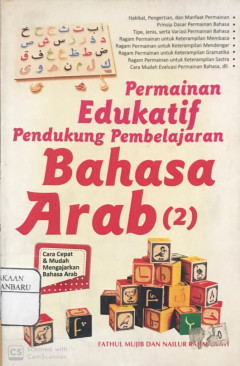 Hakikat, Pengertian, dan Manfaat Permainan •
Prinsip Dasar Permainan Bahasa •
Tipe, Jenis, serta Variasi Permainan Bahasa •
Ragam Permainan untuk Keterampilan Membaca •
Ragam Permainan untuk Keterampilan Mendengar •
Ragam Permainan untuk Keterampilan Gramatika •
Ragam Permainan untuk Keterampilan Sastra •
Cara Mudah Evaluasi Permainan Bahasa, dll •
Permainan
Edukatif
Pendukung Pembelajaran
Bahasa
Arab (2)
Cara Cepat
& Mudah
Mengajarkan
Bahasa Arab
AKAAN
ANBARU
CS
Scanned with
CamScanner
FATHUL MUJIB DAN NAILUR